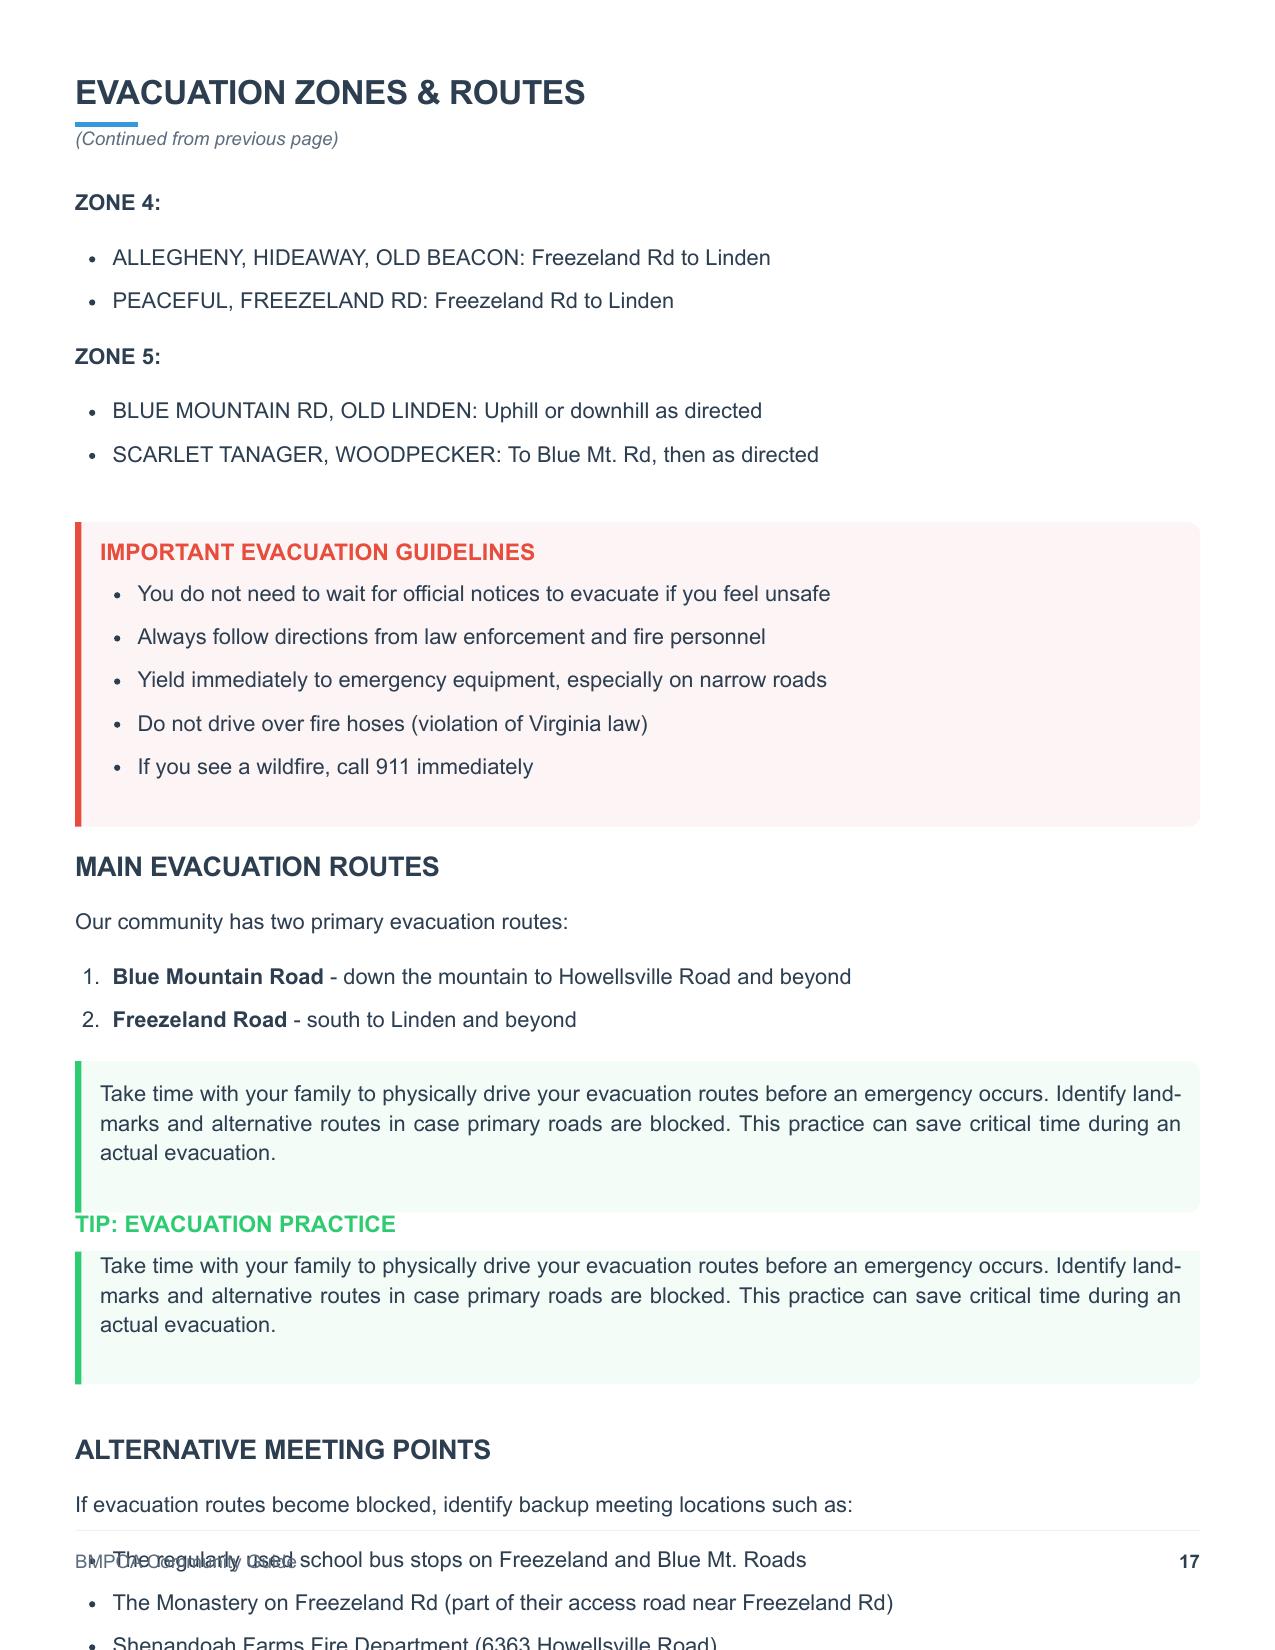 EVACUATION ZONES & ROUTES
(Continued from previous page)
ZONE 4:
• ALLEGHENY, HIDEAWAY, OLD BEACON: Freezeland Rd to Linden
• PEACEFUL, FREEZELAND RD: Freezeland Rd to Linden
ZONE 5:
• BLUE MOUNTAIN RD, OLD LINDEN: Uphill or downhill as directed
• SCARLET TANAGER, WOODPECKER: To Blue Mt. Rd, then as directed
IMPORTANT EVACUATION GUIDELINES
• You do not need to wait for official notices to evacuate if you feel unsafe
• Always follow directions from law enforcement and fire personnel
• Yield immediately to emergency equipment, especially on narrow roads
• Do not drive over fire hoses (violation of Virginia law)
• If you see a wildfire, call 911 immediately
MAIN EVACUATION ROUTES
Our community has two primary evacuation routes:
1. Blue Mountain Road - down the mountain to Howellsville Road and beyond
2. Freezeland Road - south to Linden and beyond
Take time with your family to physically drive your evacuation routes before an emergency occurs. Identify land-
marks and alternative routes in case primary roads are blocked. This practice can save critical time during an
actual evacuation.
TIP: EVACUATION PRACTICE
Take time with your family to physically drive your evacuation routes before an emergency occurs. Identify land-
marks and alternative routes in case primary roads are blocked. This practice can save critical time during an
actual evacuation.
ALTERNATIVE MEETING POINTS
If evacuation routes become blocked, identify backup meeting locations such as:
• The regularly used school bus stops on Freezeland and Blue Mt. Roads
BMPOA Community Guide
17
• The Monastery on Freezeland Rd (part of their access road near Freezeland Rd)
• Shenandoah Farms Fire Department (6363 Howellsville Road)